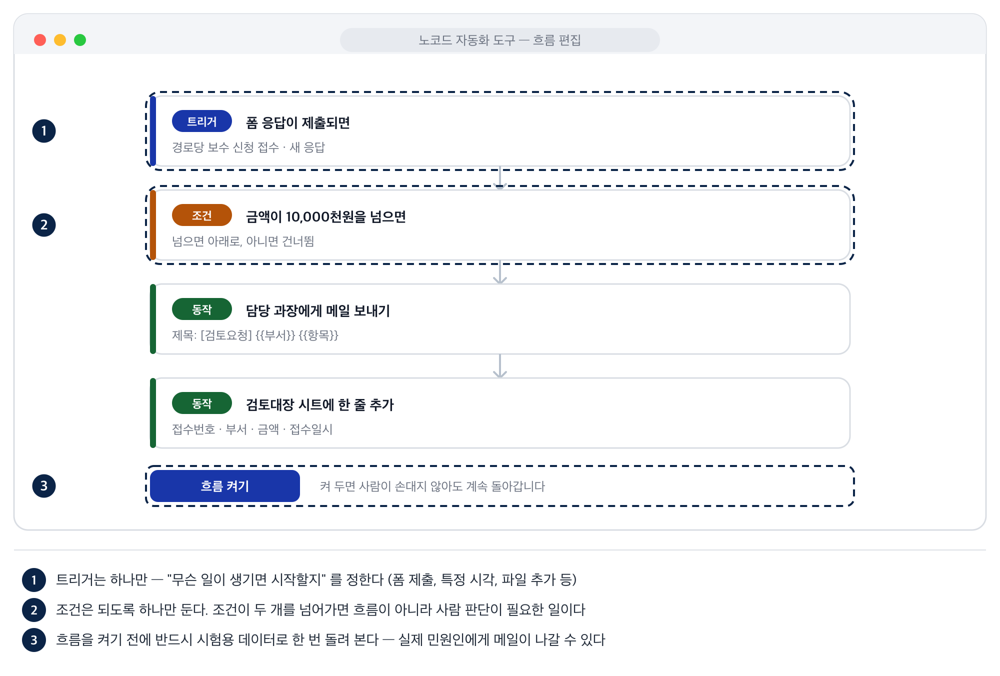 노코드 자동화 도구 — 흐름 편집
1
트리거 폼 응답이 제출되면
경로당 보수 신청 접수 · 새 응답
2
조건 금액이 10,000천원을 넘으면
넘으면 아래로, 아니면 건너뜀
동작 담당 과장에게 메일 보내기
제목: [검토요청] {{부서}} {{항목}}
동작 검토대장 시트에 한 줄 추가
접수번호 · 부서 · 금액 · 접수일시
3
흐름 켜기 켜 두면 사람이 손대지 않아도 계속 돌아갑니다
1 트리거는 하나만 — "무슨 일이 생기면 시작할지" 를 정한다 (폼 제출, 특정 시각, 파일 추가 등)
2 조건은 되도록 하나만 둔다. 조건이 두 개를 넘어가면 흐름이 아니라 사람 판단이 필요한 일이다
3 흐름을 켜기 전에 반드시 시험용 데이터로 한 번 돌려 본다 — 실제 민원인에게 메일이 나갈 수 있다